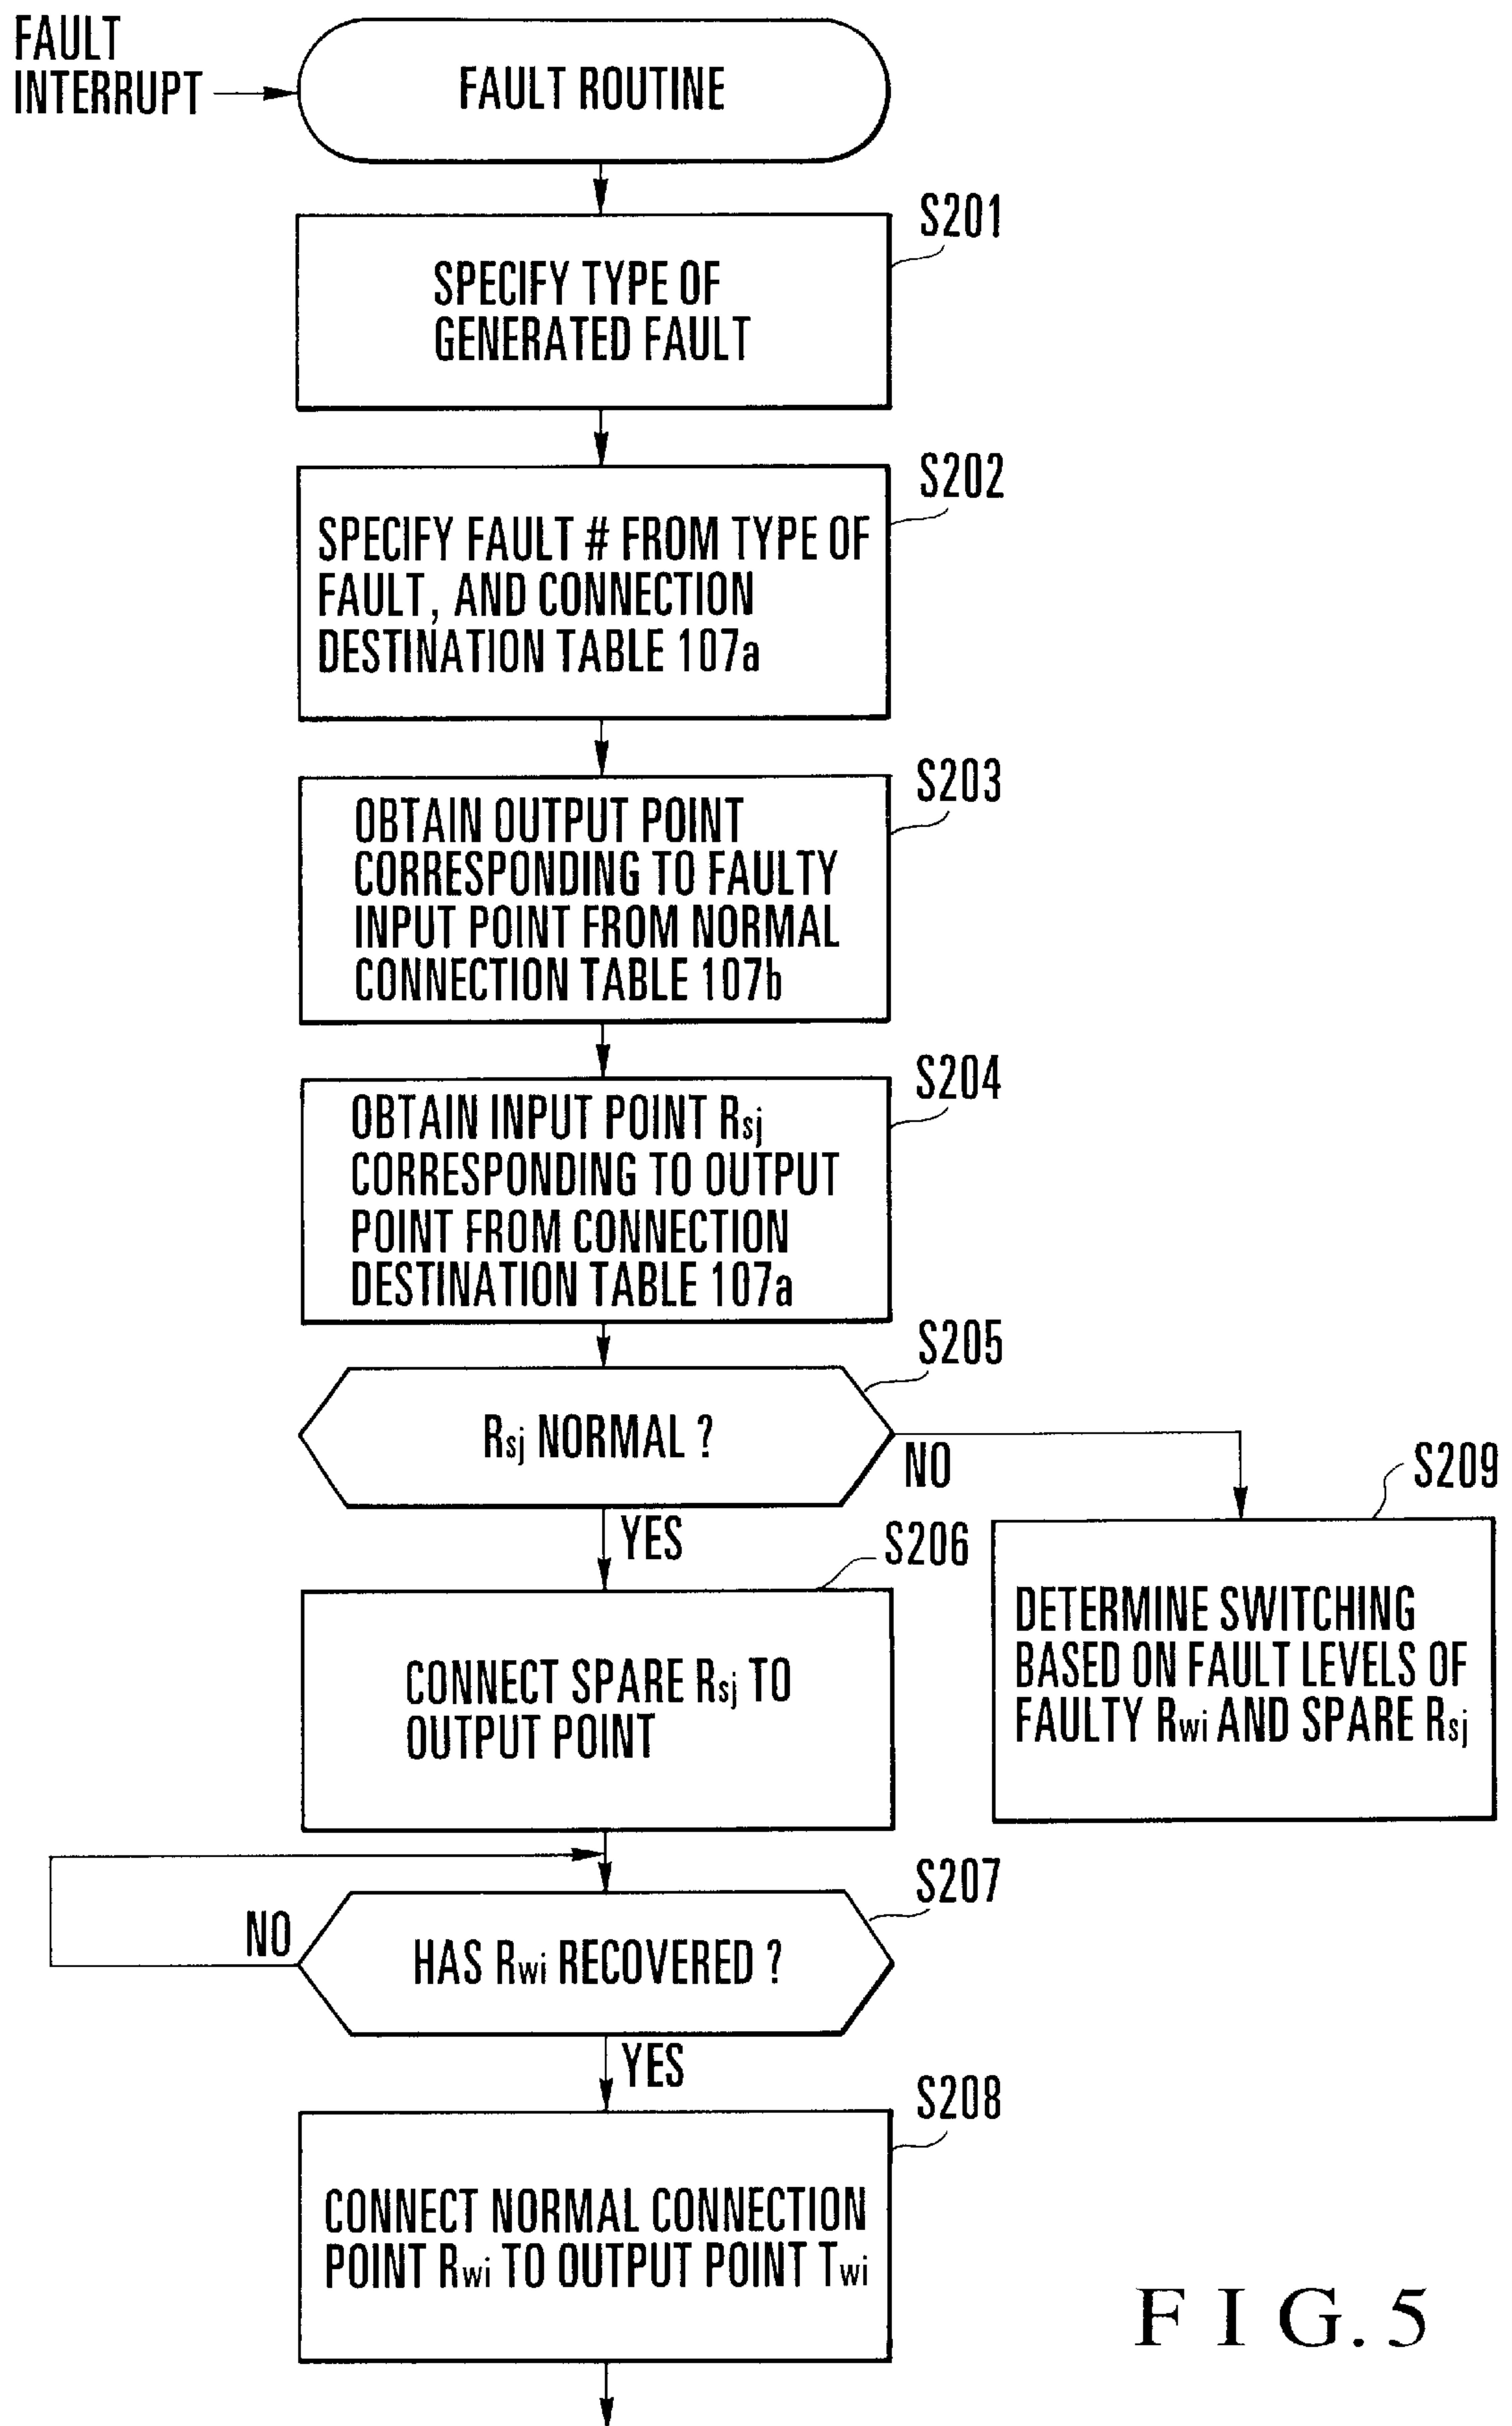 FAULT
INTERRUPT
FAULT ROUTINE
S201
SPECIFY TYPE OF
GENERATED FAULT
S202
SPECIFY FAULT # FROM TYPE OF
FAULT, AND CONNECTION
DESTINATION TABLE 107a
S203
OBTAIN OUTPUT POINT
CORRESPONDING TO FAULTY
INPUT POINT FROM NORMAL
CONNECTION TABLE 107b
S204
OBTAIN INPUT POINT Rsj
CORRESPONDING TO OUTPUT
POINT FROM CONNECTION
DESTINATION TABLE 107a
S205
Rsj NORMAL ?
NO
YES
S209
DETERMINE SWITCHING
BASED ON FAULT LEVELS OF
FAULTY Rwi AND SPARE Rsj
S206
CONNECT SPARE Rsj TO
OUTPUT POINT
S207
NO
HAS Rwi RECOVERED ?
YES
S208
CONNECT NORMAL CONNECTION
POINT Rwi TO OUTPUT POINT Twi
FIG. 5